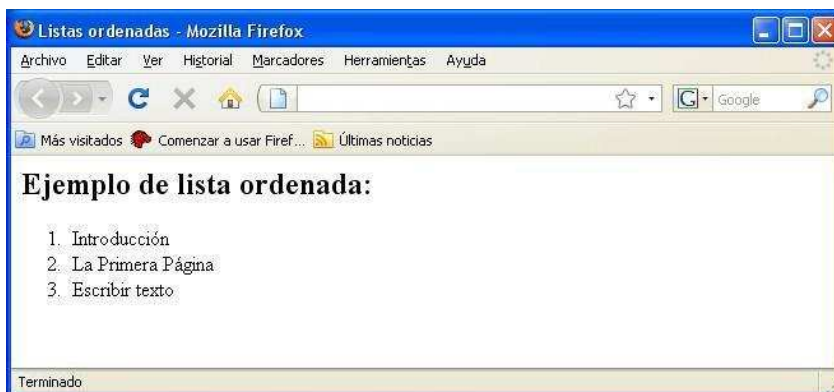 Listas ordenadas - Mozilla Firefox
Archivo Editar Ver Historial Marcadores Herramientas Ayuda
G Google
Más visitados Comenzar a usar Firef... Últimas noticias
Ejemplo de lista ordenada:
1. Introducción
2. La Primera Página
3. Escribir texto
Terminado